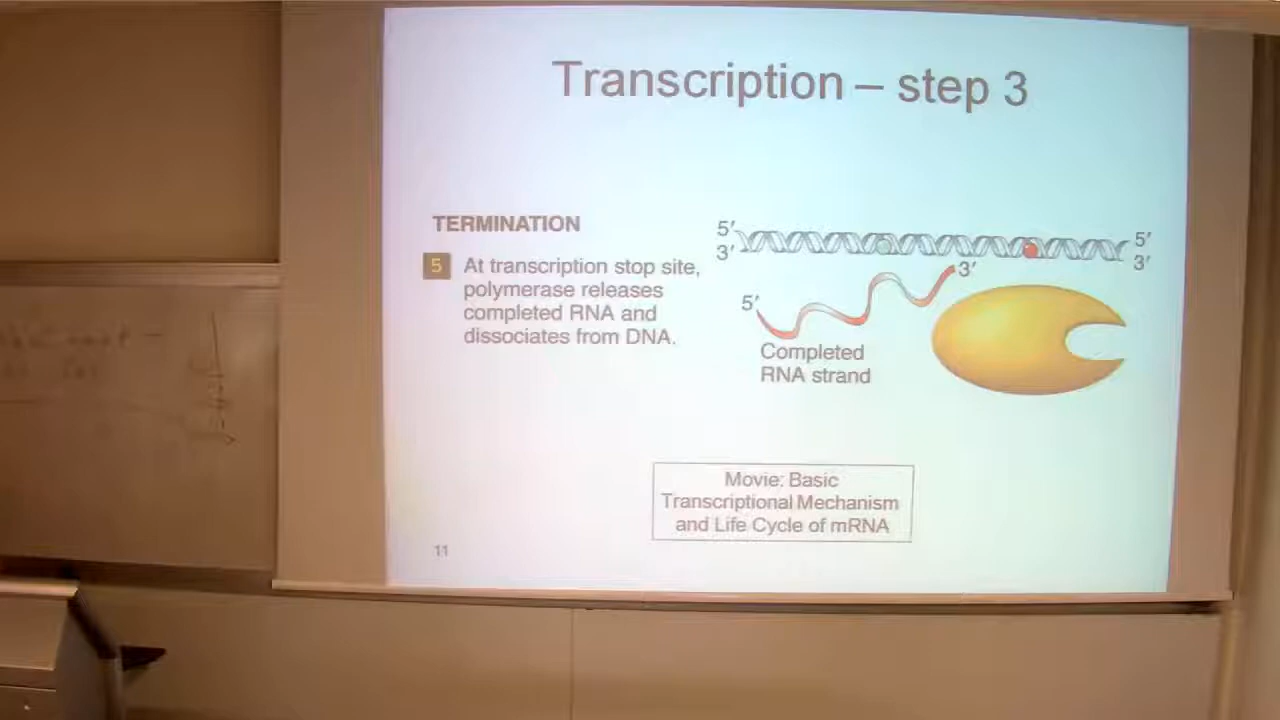 Transcription – step 3
TERMINATION
5 At transcription stop site,
polymerase releases
completed RNA and
dissociates from DNA.
5′
3′
5′
3′
5′
3′
Completed
RNA strand
Movie: Basic
Transcriptional Mechanism
and Life Cycle of mRNA
11